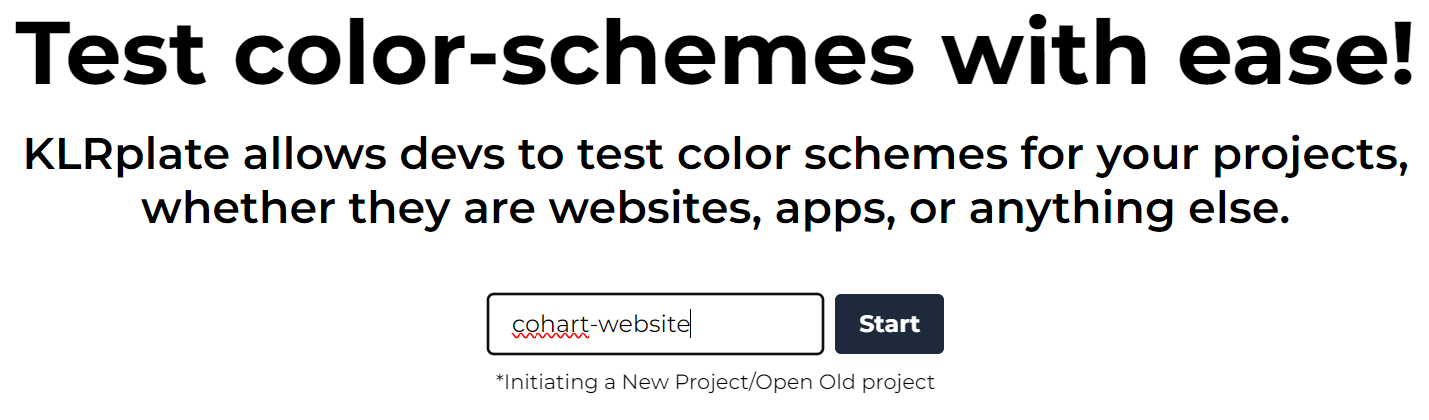 Test color-schemes with ease!
KLRplate allows devs to test color schemes for your projects,
whether they are websites, apps, or anything else.
cohart-website
Start
*Initiating a New Project/Open Old project